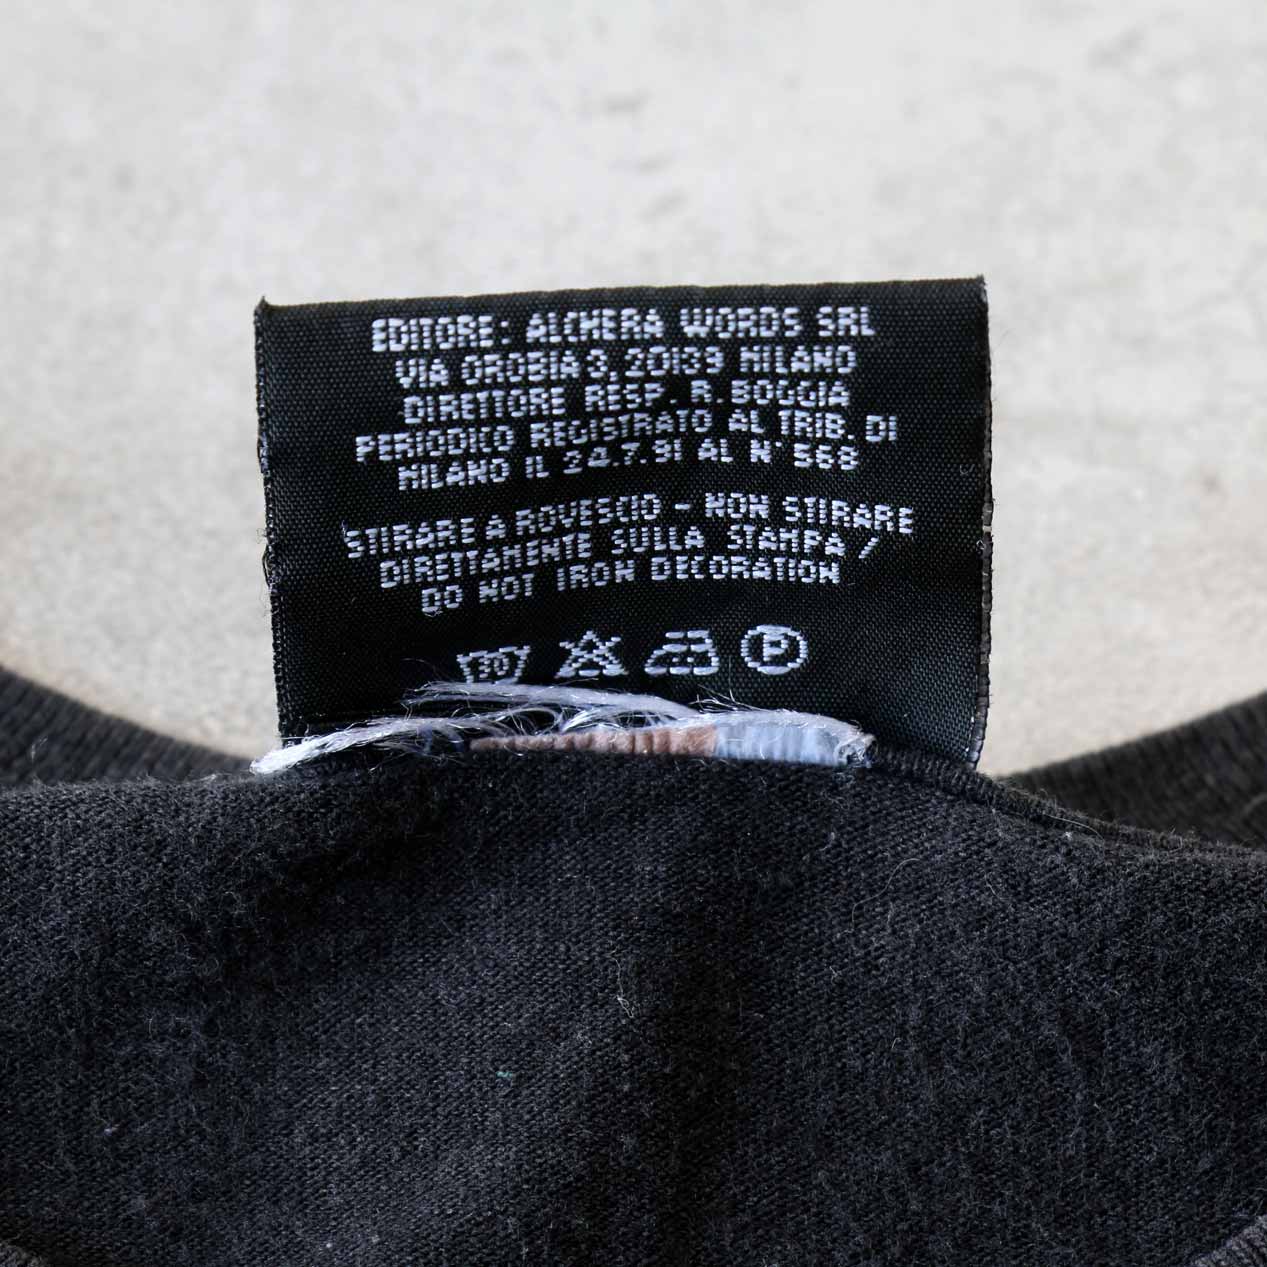 EDITORE: ALCHERA WORDS SRL
VIA OROBIA 3, 20139 MILANO
DIRETTORE RESP. R. BOGGIA
PERIODICO REGISTRATO AL TRIB. DI
MILANO IL 24.7.91 AL N° 568
STIRARE A ROVESCIO - NON STIRARE
DIRETTAMENTE SULLA STAMPA /
DO NOT IRON DECORATION
P